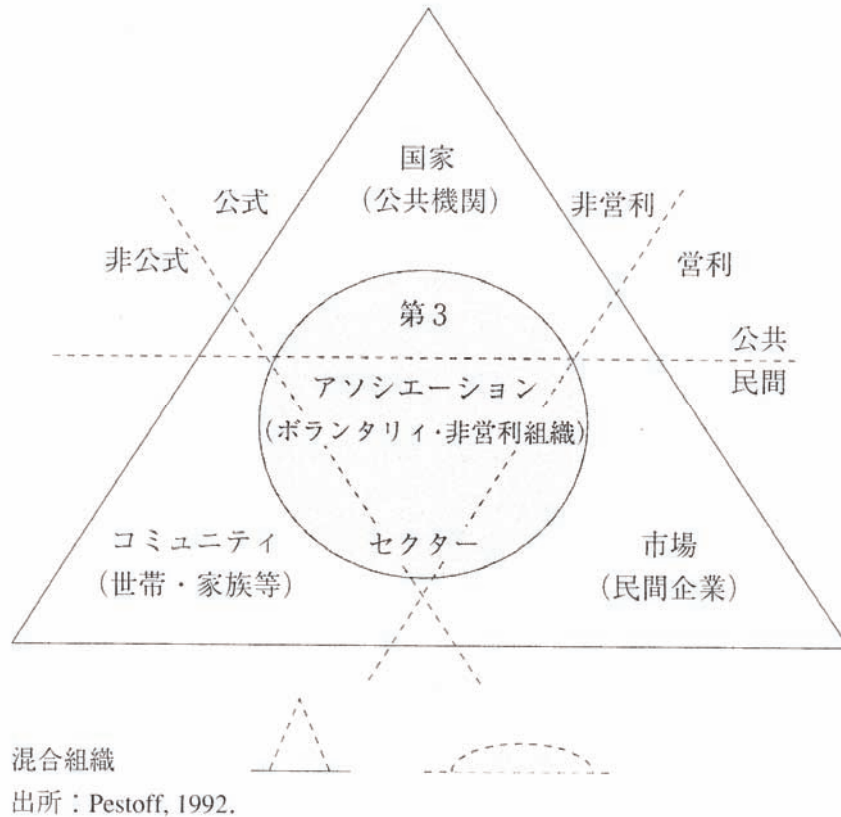 国家
(公共機関)
公式
非公式
非営利
営利
公共
民間
第3
アソシエーション
(ボランタリィ・非営利組織)
セクター
コミュニティ
(世帯・家族等)
市場
(民間企業)
混合組織
出所：Pestoff, 1992.